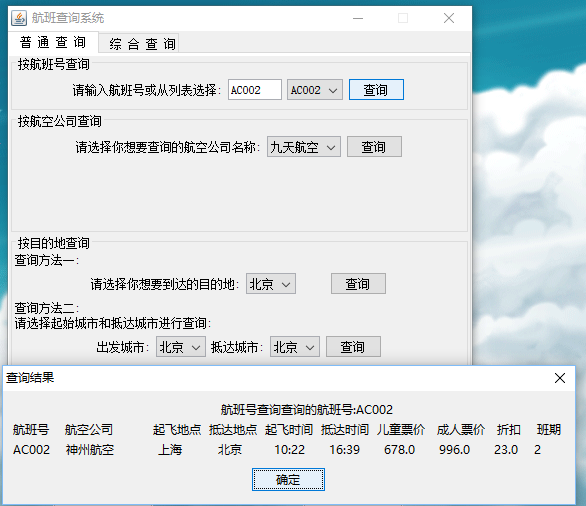 航班查询系统
普 通 查 询 综 合 查 询
按航班号查询
请输入航班号或从列表选择: AC002 AC002 查询
按航空公司查询
请选择你想要查询的航空公司名称: 九天航空 查询
按目的地查询
查询方法一:
请选择你想要到达的目的地: 北京 查询
查询方法二:
请选择起始城市和抵达城市进行查询:
出发城市: 北京 抵达城市: 北京 查询
查询结果
航班号查询查询的航班号:AC002
航班号 航空公司 起飞地点 抵达地点 起飞时间 抵达时间 儿童票价 成人票价 折扣 班期
AC002 神州航空 上海 北京 10:22 16:39 678.0 996.0 23.0 2
确定